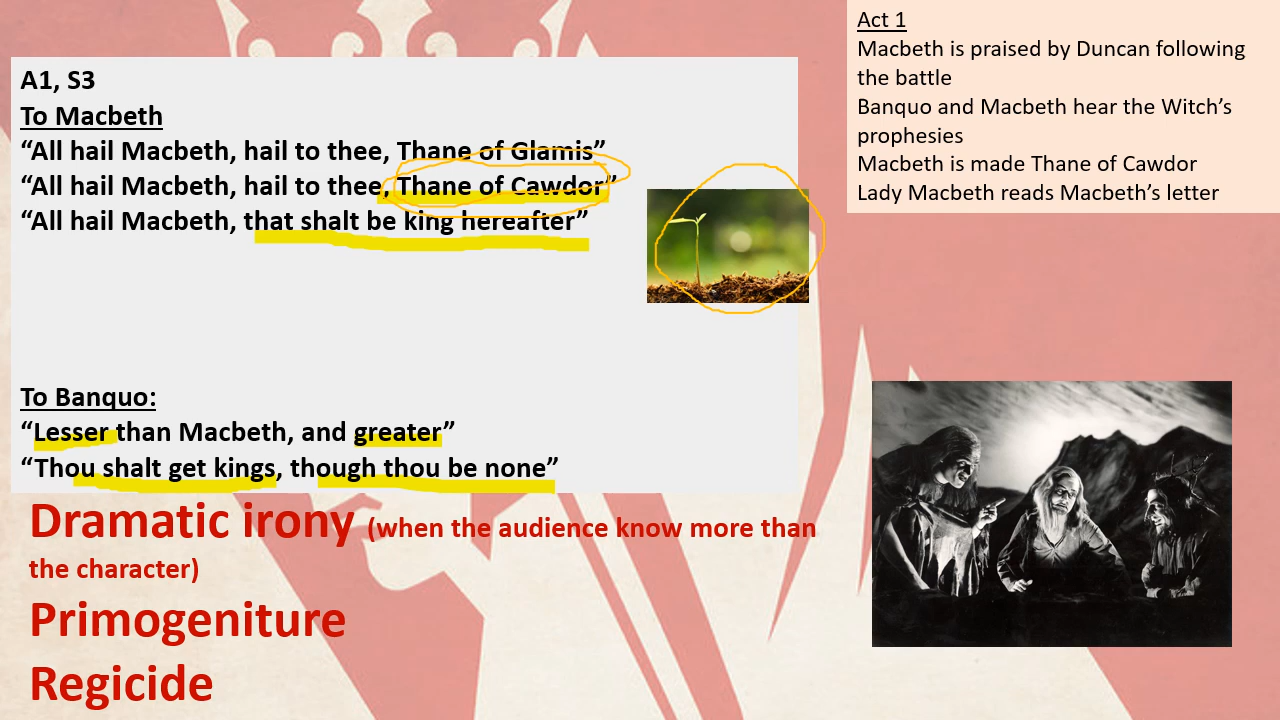 Act 1
Macbeth is praised by Duncan following
the battle
Banquo and Macbeth hear the Witch’s
prophesies
Macbeth is made Thane of Cawdor
Lady Macbeth reads Macbeth’s letter
A1, S3
To Macbeth
“All hail Macbeth, hail to thee, Thane of Glamis”
“All hail Macbeth, hail to thee, Thane of Cawdor”
“All hail Macbeth, that shalt be king hereafter”
To Banquo:
“Lesser than Macbeth, and greater”
“Thou shalt get kings, though thou be none”
Dramatic irony (when the audience know more than
the character)
Primogeniture
Regicide